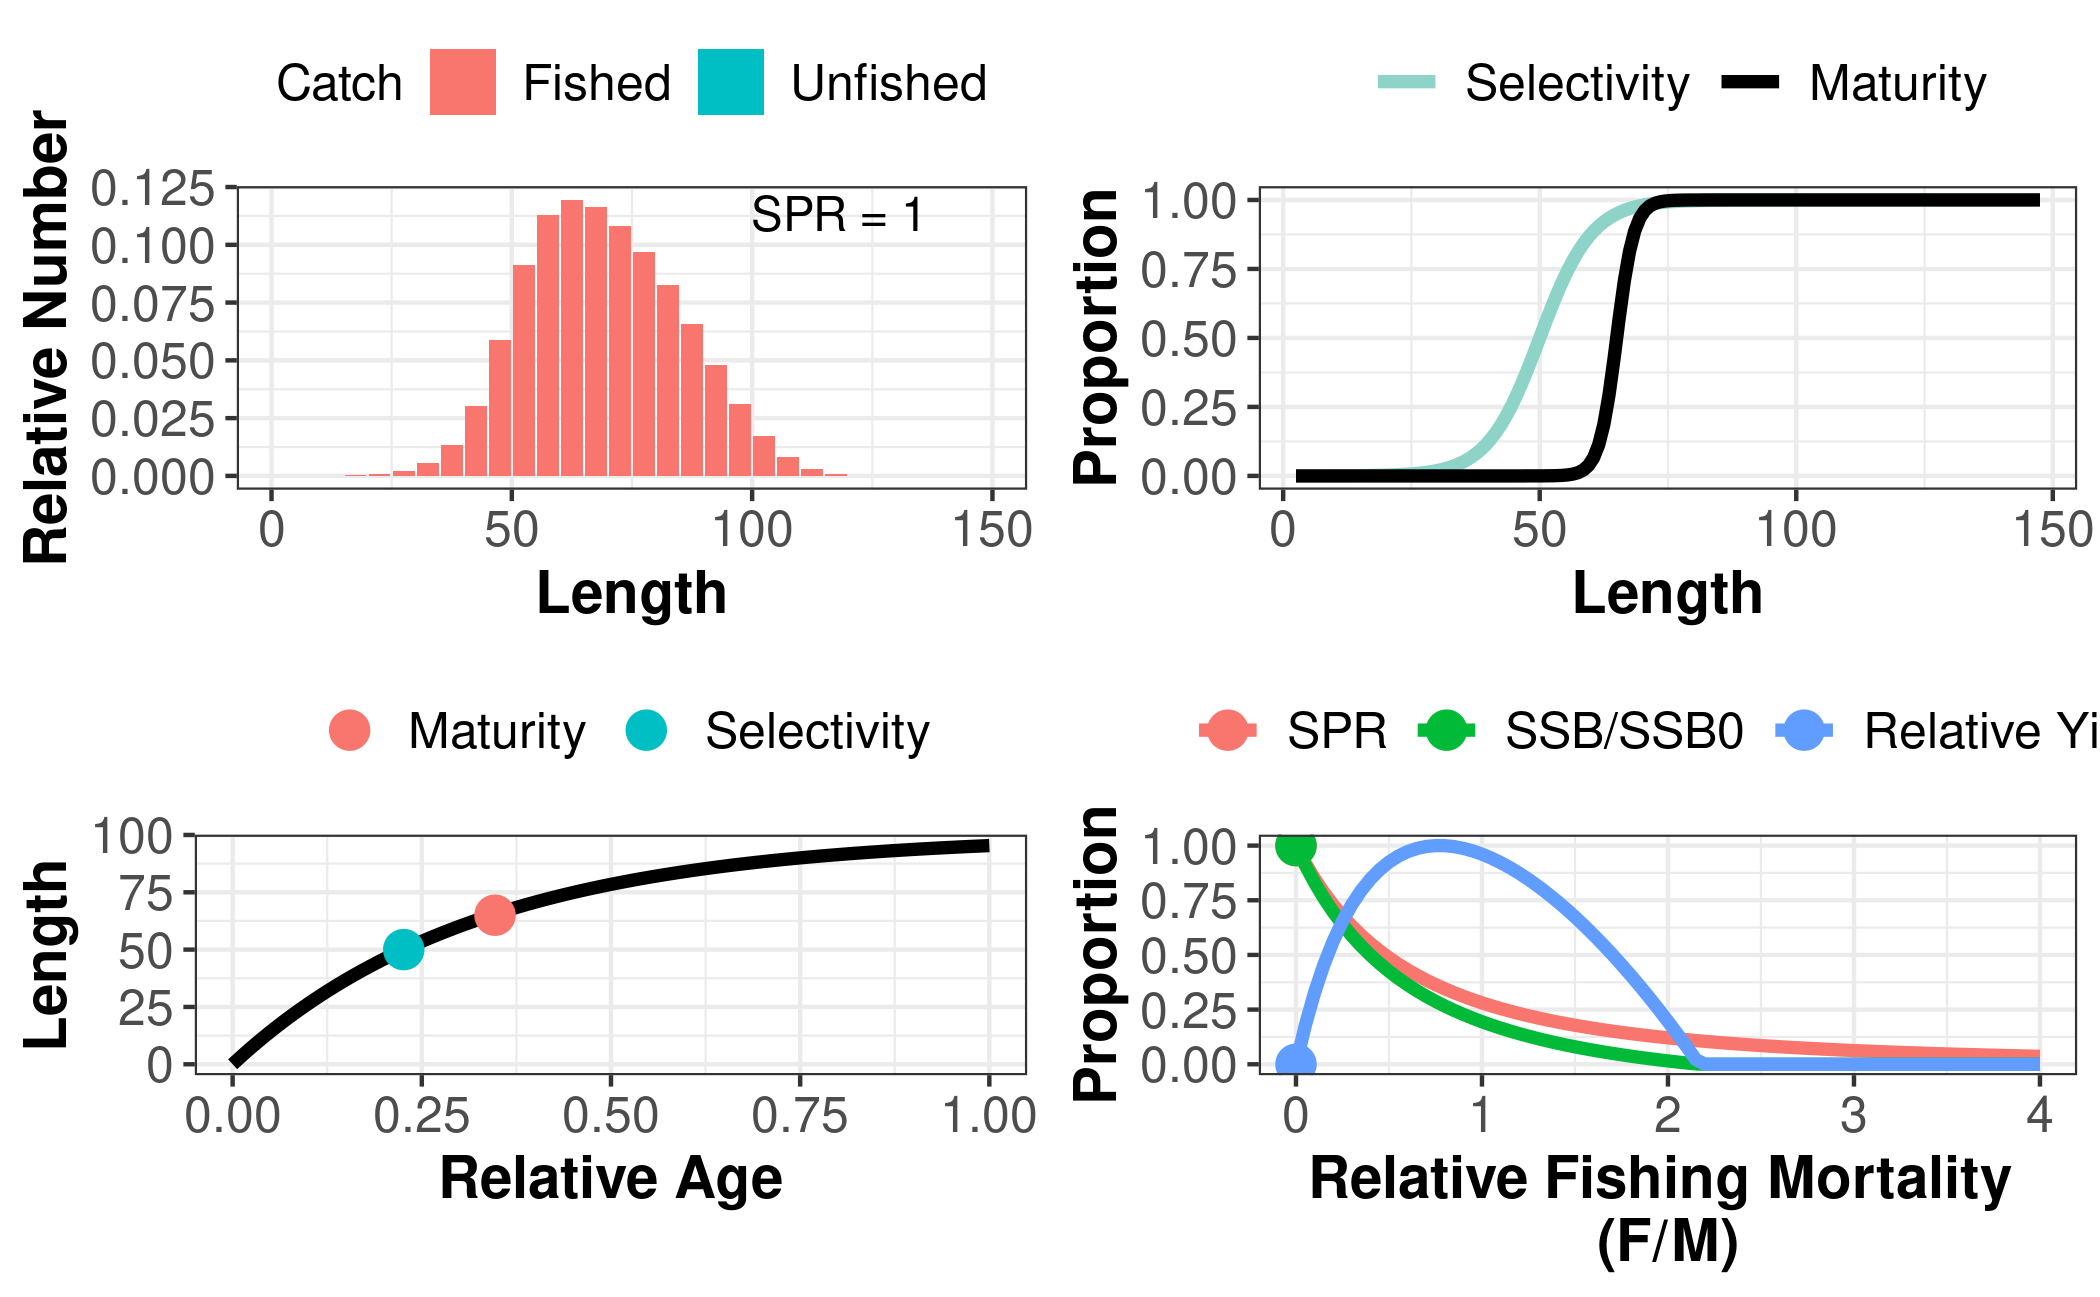 Catch Fished Unfished
Relative Number
0.125
0.100
0.075
0.050
0.025
0.000
SPR = 1
0 50 100 150
Length
Selectivity Maturity
Proportion
1.00
0.75
0.50
0.25
0.00
0 50 100 150
Length
Maturity Selectivity
Length
100
75
50
25
0
0.00 0.25 0.50 0.75 1.00
Relative Age
SPR SSB/SSB0 Relative Yi
Proportion
1.00
0.75
0.50
0.25
0.00
0 1 2 3 4
Relative Fishing Mortality
(F/M)